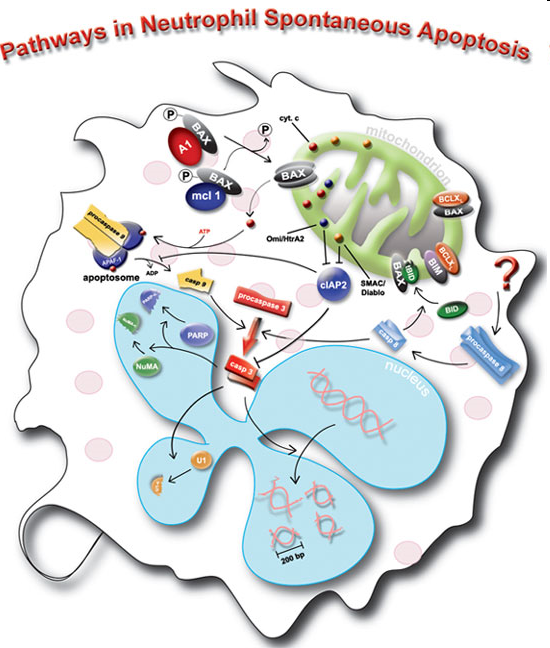 Pathways in Neutrophil Spontaneous Apoptosis
P
BAX
A1
P
cyt. c
mitochondrion
P
BAX
mcl 1
BAX
BCLX
BAX
procaspase 9
APAF-1
apoptosome
ATP
ADP
Omi/HtrA2
BCLX
BIM
tBID
BAX
?
casp 9
procaspase 3
cIAP2
SMAC/
Diablo
BID
PARP
PARP
casp 8
procaspase 8
NuMA
casp 3
nucleus
U1
200 bp